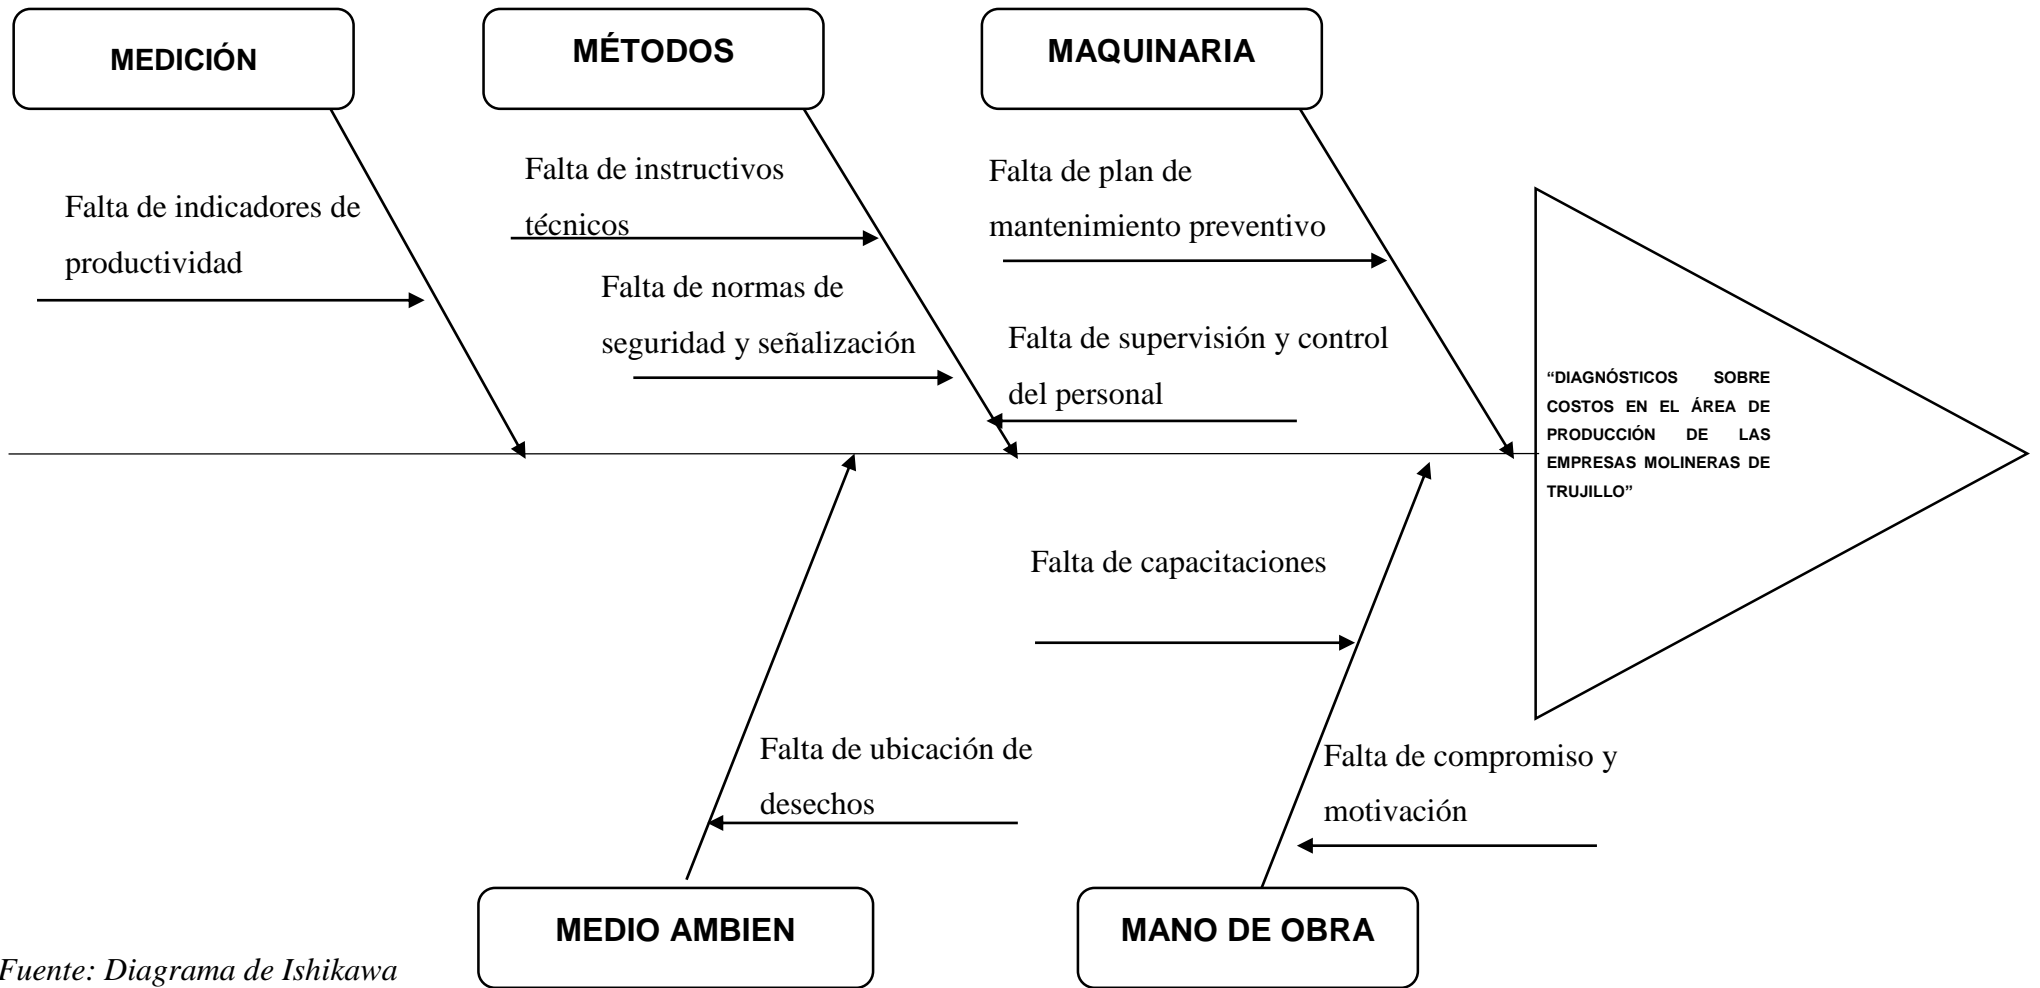 MEDICIÓN
MÉTODOS
MAQUINARIA
Falta de indicadores de
productividad
Falta de instructivos
técnicos
Falta de normas de
seguridad y señalización
Falta de plan de
mantenimiento preventivo
Falta de supervisión y control
del personal
“DIAGNÓSTICOS SOBRE
COSTOS EN EL ÁREA DE
PRODUCCIÓN DE LAS
EMPRESAS MOLINERAS DE
TRUJILLO”
Falta de capacitaciones
Falta de ubicación de
desechos
Falta de compromiso y
motivación
MEDIO AMBIEN
MANO DE OBRA
Fuente: Diagrama de Ishikawa